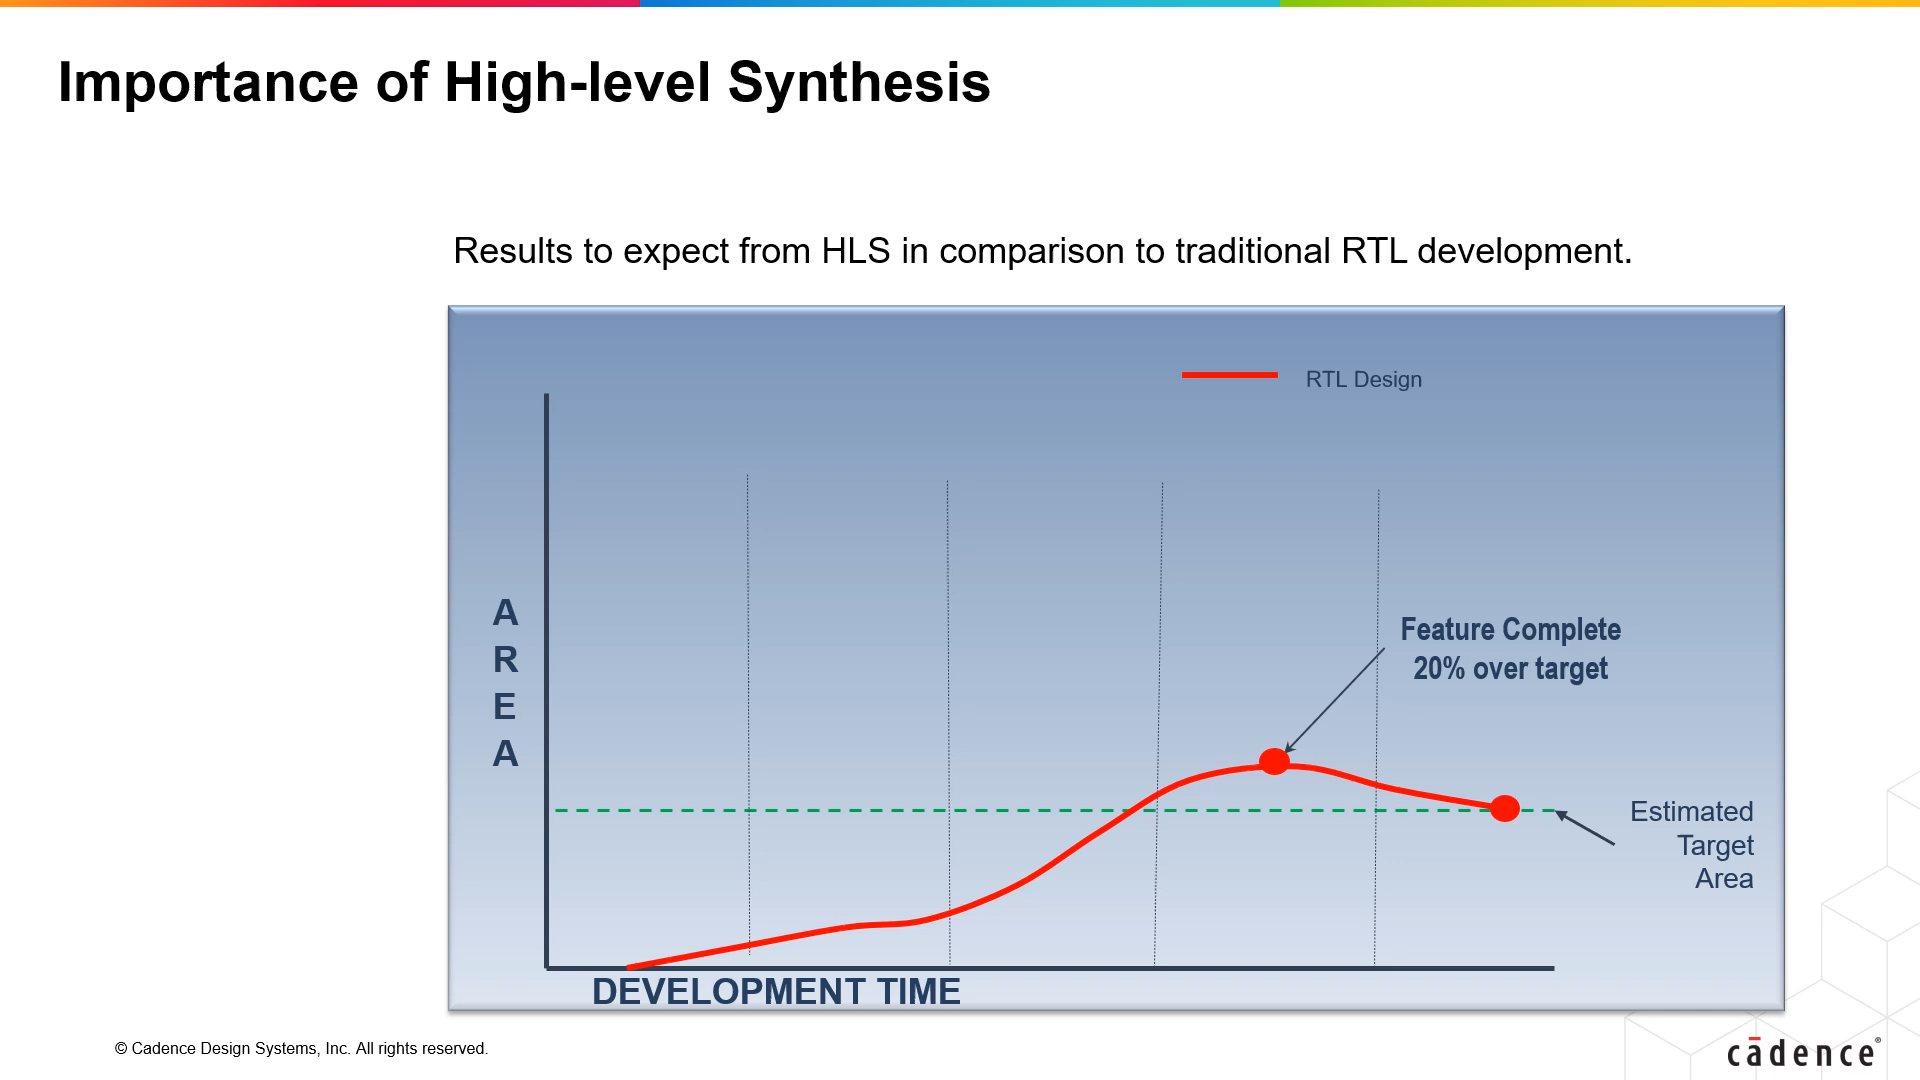 Importance of High-level Synthesis
Results to expect from HLS in comparison to traditional RTL development.
RTL Design
A
R
E
A
Feature Complete
20% over target
Estimated
Target
Area
DEVELOPMENT TIME
© Cadence Design Systems, Inc. All rights reserved.
cādence®